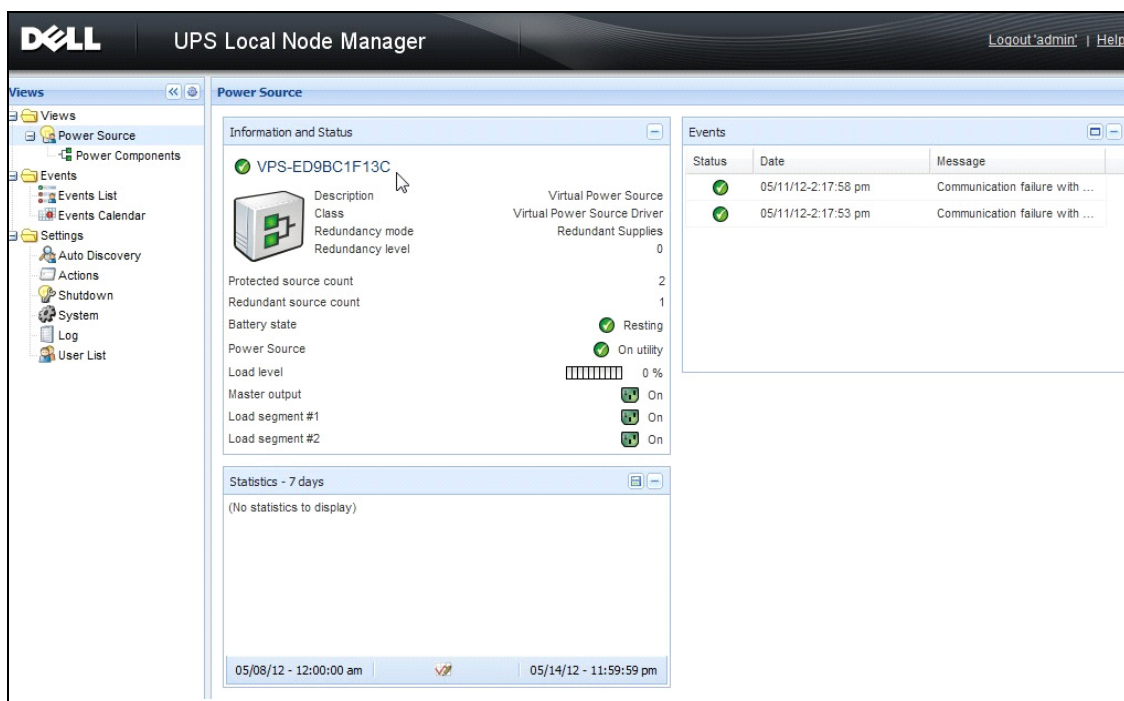 DELL
UPS Local Node Manager
Logout 'admin' | Help
Views
Views
Power Source
Power Components
Events
Events List
Events Calendar
Settings
Auto Discovery
Actions
Shutdown
System
Log
User List
Power Source
Information and Status
VPS-ED9BC1F13C
Description Virtual Power Source
Class Virtual Power Source Driver
Redundancy mode Redundant Supplies
Redundancy level 0
Protected source count 2
Redundant source count 1
Battery state Resting
Power Source On utility
Load level 0 %
Master output On
Load segment #1 On
Load segment #2 On
Statistics - 7 days
(No statistics to display)
05/08/12 - 12:00:00 am 05/14/12 - 11:59:59 pm
Events
Status Date Message
05/11/12-2:17:58 pm Communication failure with ...
05/11/12-2:17:53 pm Communication failure with ...